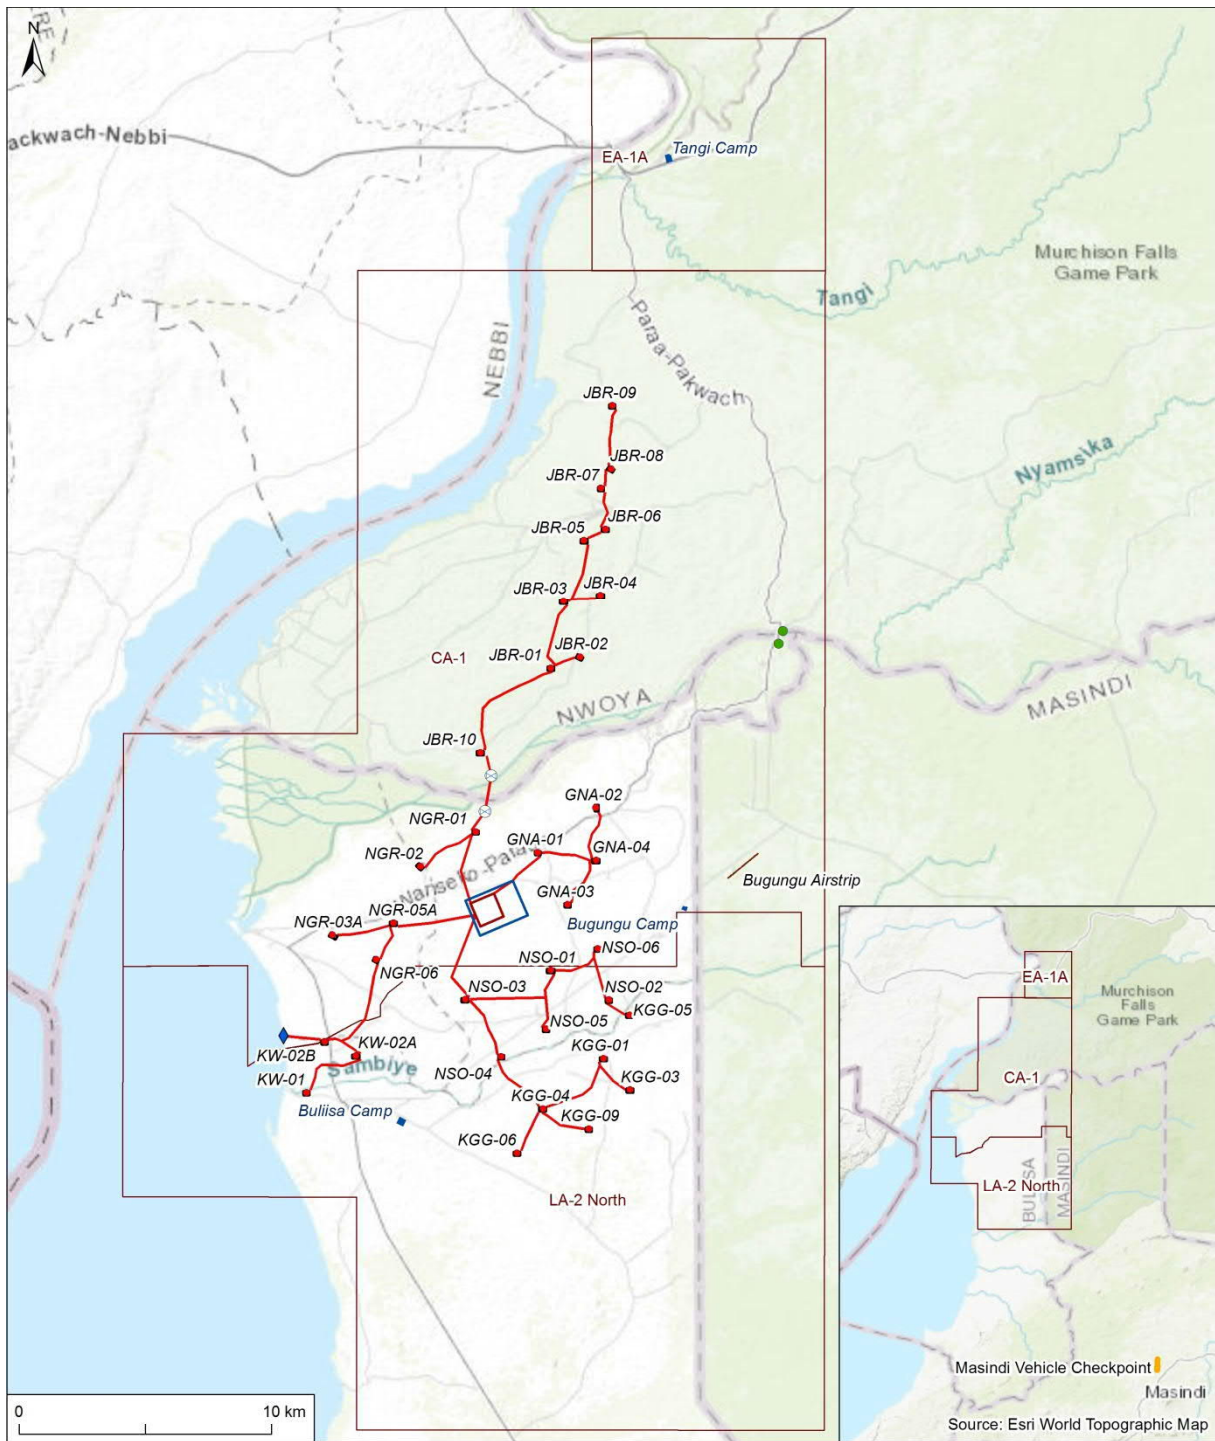 N
RE
ackwach-Nebbi
EA-1A
Tangi Camp
Murchison Falls
Game Park
Tangi
Paraa-Pakwach
NEBBI
JBR-09
Nyamsika
JBR-08
JBR-07
JBR-06
JBR-05
JBR-04
JBR-03
JBR-02
JBR-01
CA-1
NWOYA
MASINDI
JBR-10
GNA-02
NGR-01
GNA-01
GNA-04
NGR-02
Wanseko-Paraa
GNA-03
Bugungu Airstrip
NGR-05A
NGR-03A
Bugungu Camp
NSO-06
NSO-01
NGR-06
NSO-03
NSO-02
KGG-05
NSO-05
KW-02A
KW-02B
Sambiye
NSO-04
KGG-01
KW-01
KGG-03
KGG-04
Buliisa Camp
KGG-09
KGG-06
LA-2 North
EA-1A
Murchison
Falls
Game Park
CA-1
LA-2 North
BULIISA
MASINDI
Masindi Vehicle Checkpoint
Masindi
Source: Esri World Topographic Map
0
10 km